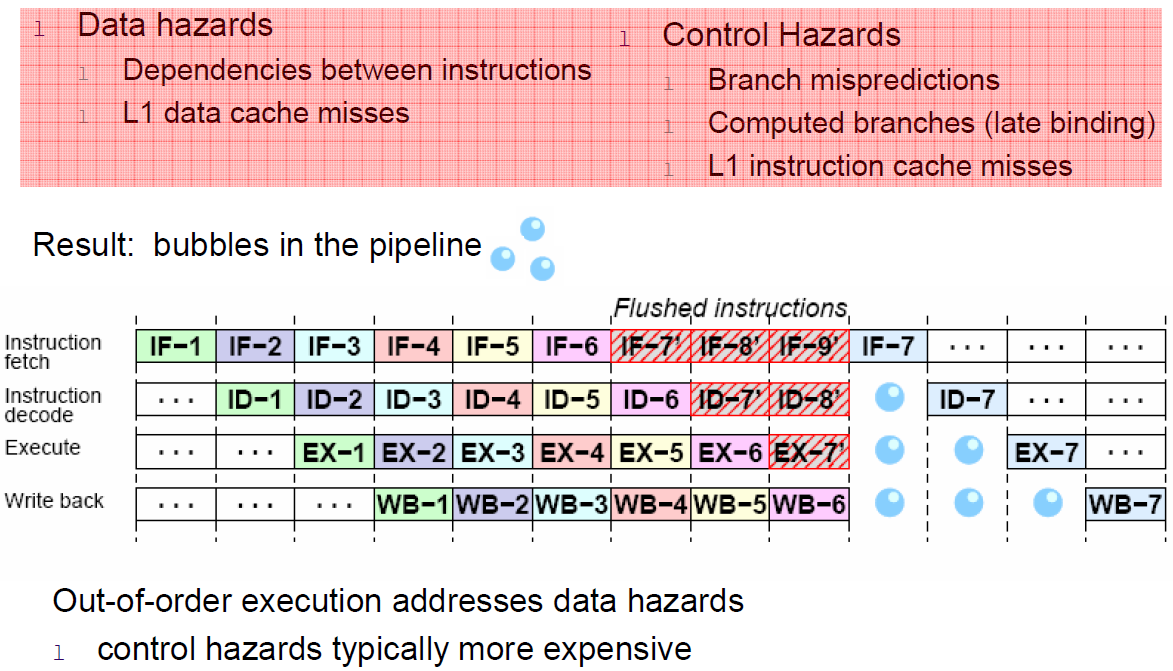 l Data hazards
l Dependencies between instructions
l L1 data cache misses
l Control Hazards
l Branch mispredictions
l Computed branches (late binding)
l L1 instruction cache misses
Result: bubbles in the pipeline
Flushed instructions
Instruction fetch IF-1 IF-2 IF-3 IF-4 IF-5 IF-6 IF-7' IF-8' IF-9' IF-7 ... ... ...
Instruction decode ... ID-1 ID-2 ID-3 ID-4 ID-5 ID-6 ID-7' ID-8' ID-7 ... ...
Execute ... ... EX-1 EX-2 EX-3 EX-4 EX-5 EX-6 EX-7' EX-7 ...
Write back ... ... ... WB-1 WB-2 WB-3 WB-4 WB-5 WB-6 WB-7
Out-of-order execution addresses data hazards
l control hazards typically more expensive